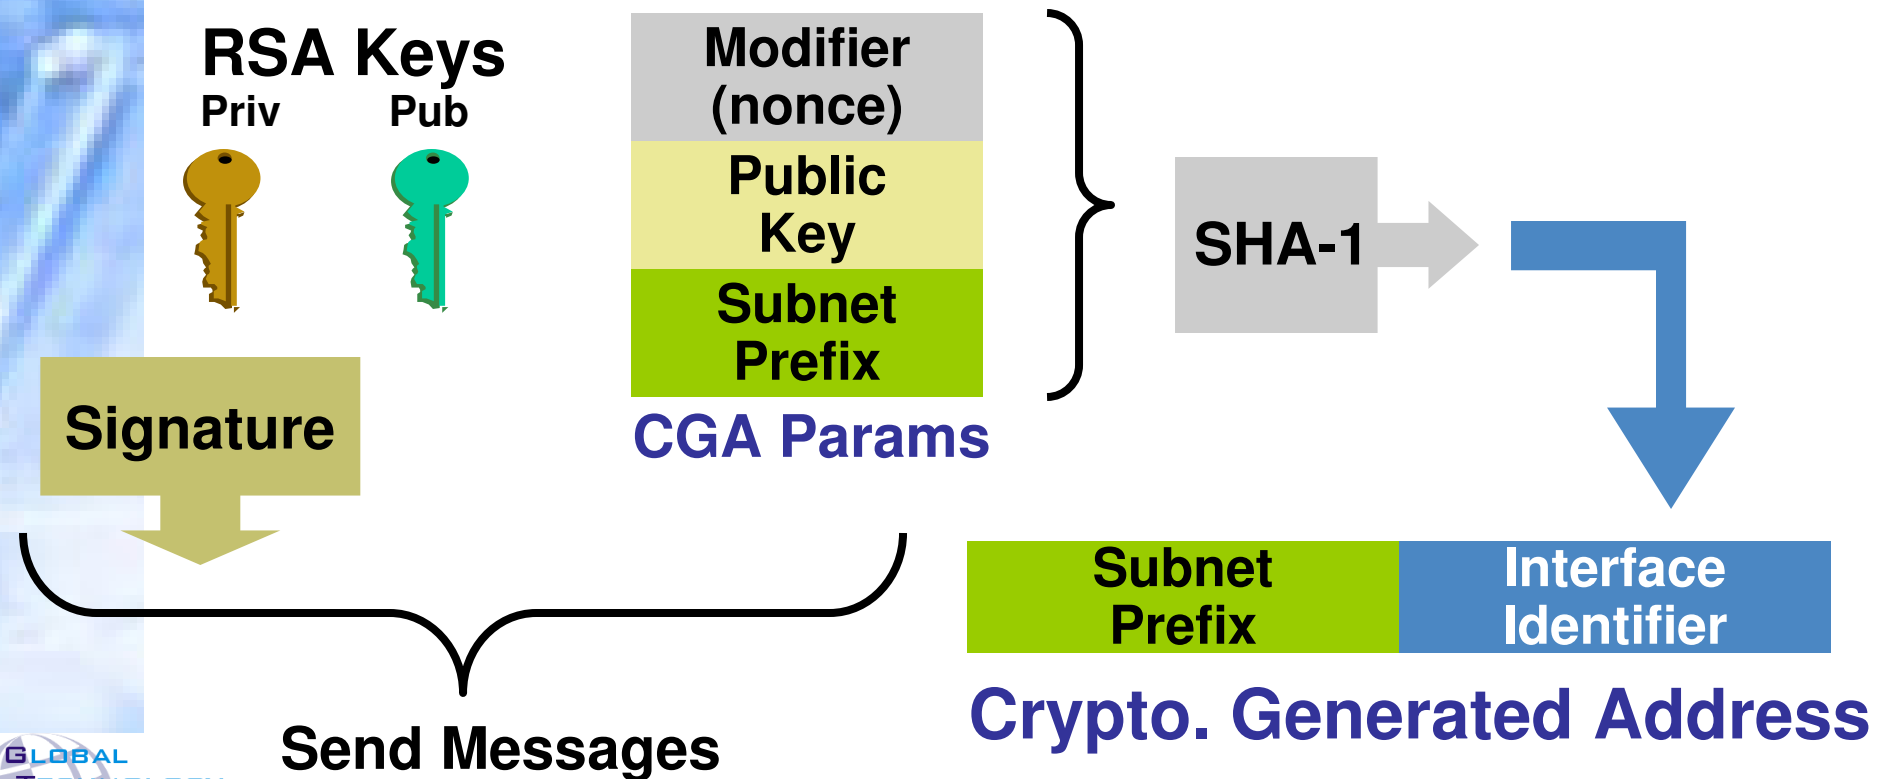 RSA Keys
Priv Pub
Modifier
(nonce)
Public
Key
Subnet
Prefix
CGA Params
SHA-1
Signature
Subnet
Prefix
Interface
Identifier
Crypto. Generated Address
Send Messages
GLOBAL